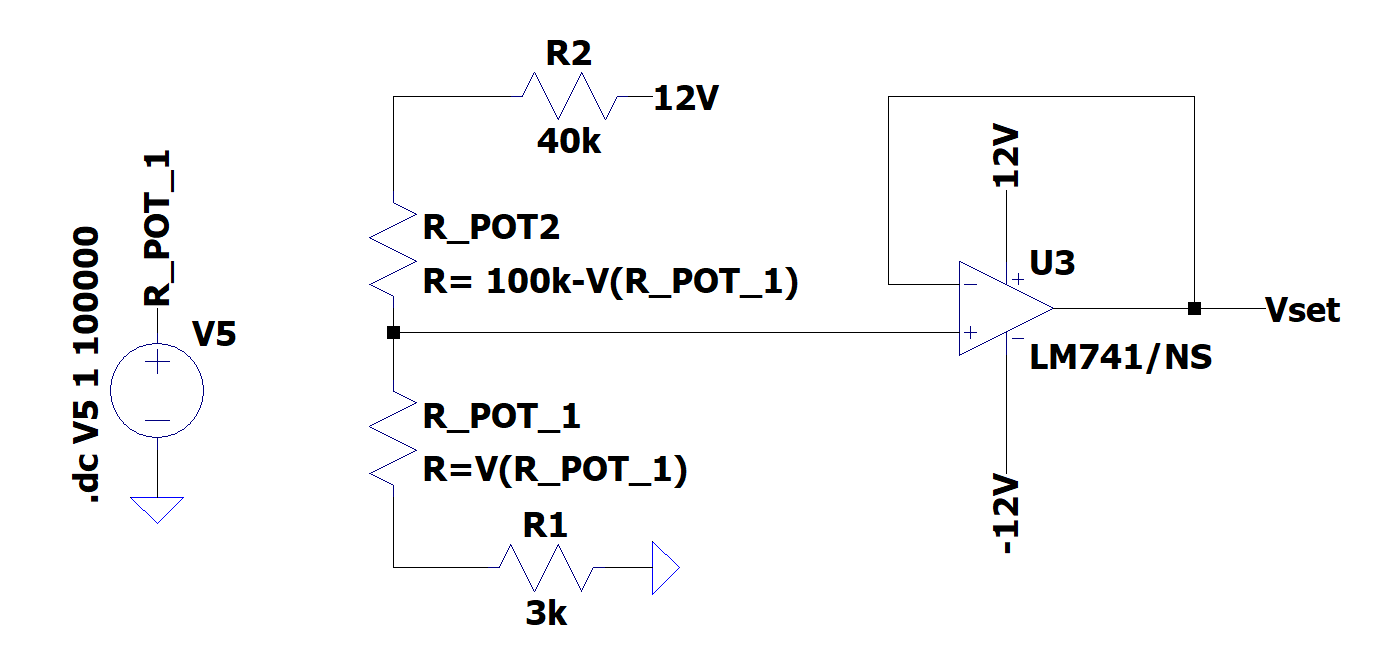 R2
12V
40k
R_POT_1
.dc V5 1 100000
V5
R_POT2
R= 100k-V(R_POT_1)
R_POT_1
R=V(R_POT_1)
R1
3k
12V
U3
LM741/NS
-12V
Vset